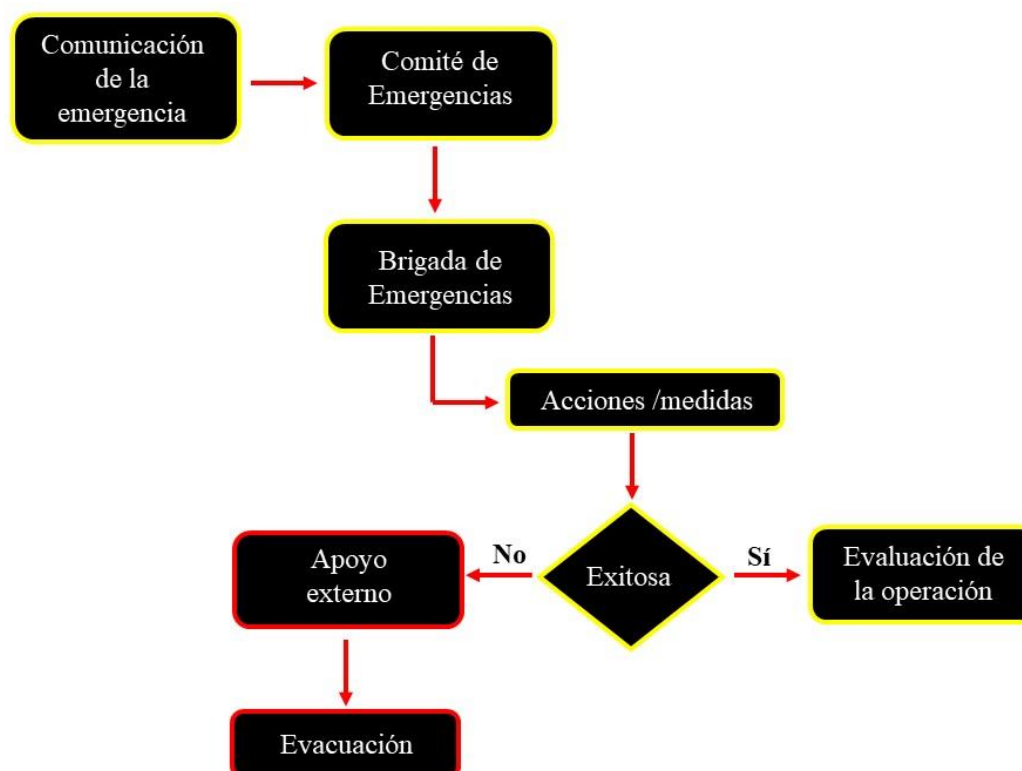 Comunicación
de la
emergencia
Comité de
Emergencias
Brigada de
Emergencias
Acciones /medidas
Exitosa
No
Sí
Apoyo
externo
Evaluación de
la operación
Evacuación